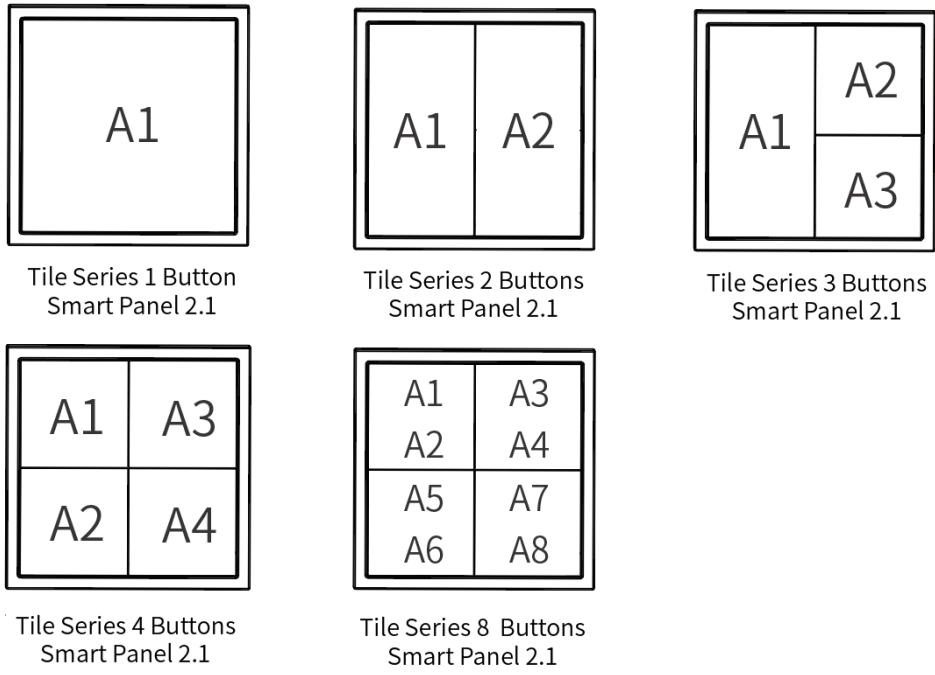 A1
Tile Series 1 Button
Smart Panel 2.1
A1 A2
Tile Series 2 Buttons
Smart Panel 2.1
A2
A1
A3
Tile Series 3 Buttons
Smart Panel 2.1
A1 A3
A2 A4
Tile Series 4 Buttons
Smart Panel 2.1
A1 A3
A2 A4
A5 A7
A6 A8
Tile Series 8 Buttons
Smart Panel 2.1